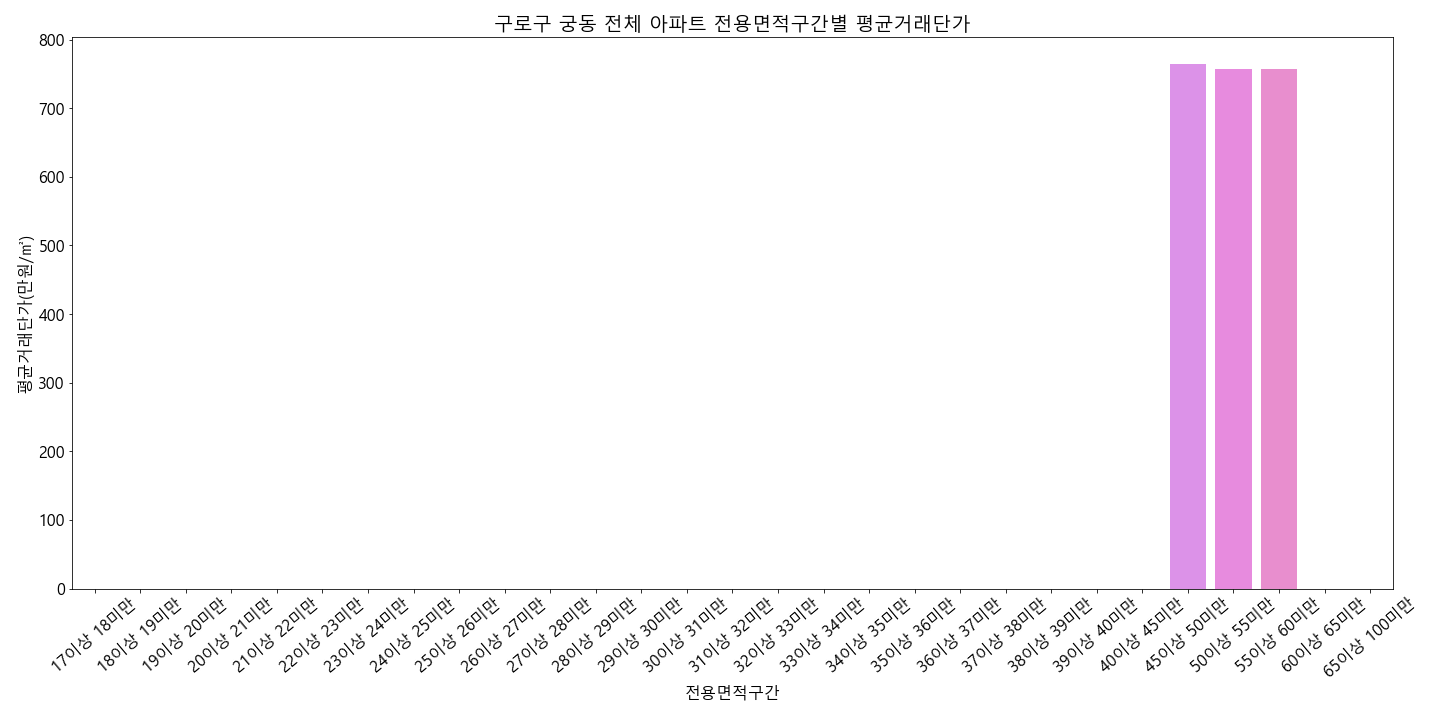 구로구 궁동 전체 아파트 전용면적구간별 평균거래단가
평균거래단가(만원/㎡)
800
700
600
500
400
300
200
100
0
17이상 18미만
18이상 19미만
19이상 20미만
20이상 21미만
21이상 22미만
22이상 23미만
23이상 24미만
24이상 25미만
25이상 26미만
26이상 27미만
27이상 28미만
28이상 29미만
29이상 30미만
30이상 31미만
31이상 32미만
32이상 33미만
33이상 34미만
34이상 35미만
35이상 36미만
36이상 37미만
37이상 38미만
38이상 39미만
39이상 40미만
40이상 45미만
45이상 50미만
50이상 55미만
55이상 60미만
60이상 65미만
65이상 100미만
전용면적구간